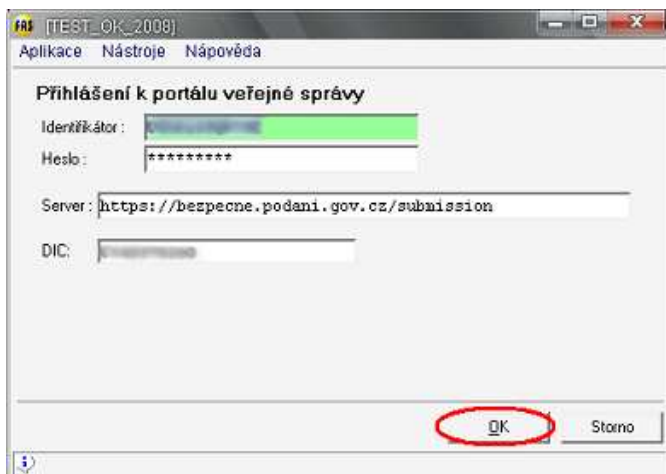 FAS [TEST_OK_2008]
Aplikace Nástroje Nápověda
Přihlášení k portálu veřejné správy
Identifikátor :
Heslo : *********
Server : https://bezpecne.podani.gov.cz/submission
DIC:
OK Storno